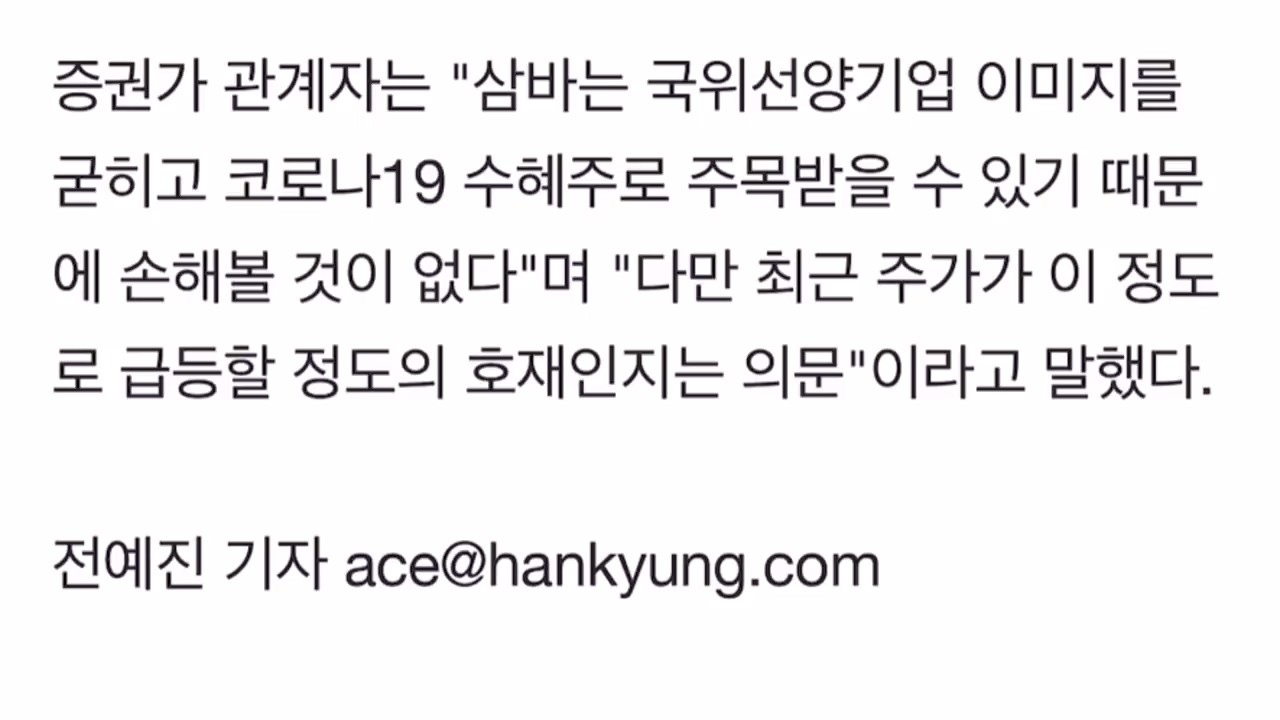 증권가 관계자는 "삼바는 국위선양기업 이미지를
굳히고 코로나19 수혜주로 주목받을 수 있기 때문
에 손해볼 것이 없다"며 "다만 최근 주가가 이 정도
로 급등할 정도의 호재인지는 의문"이라고 말했다.
전예진 기자 ace@hankyung.com